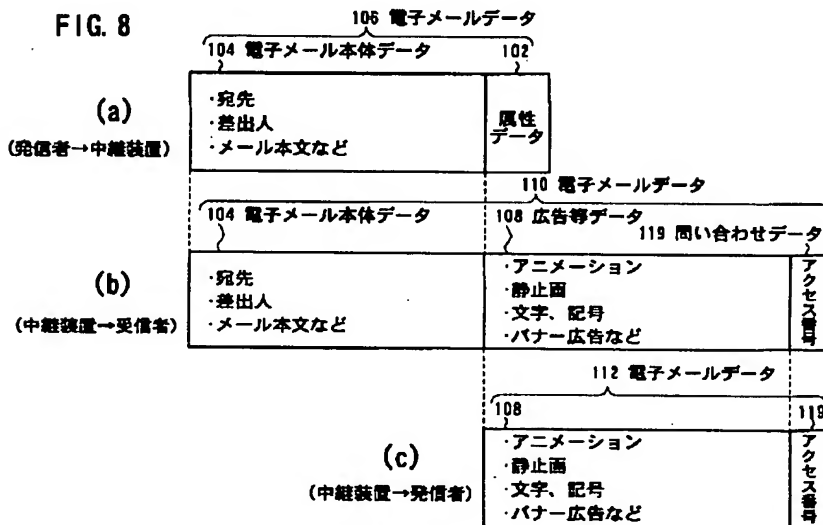 FIG. 8
106 電子メールデータ
104 電子メール本体データ
102
(a)
(発信者→中継装置)
・宛先
・差出人
・メール本文など
属性
データ
110 電子メールデータ
104 電子メール本体データ
108 広告等データ
119 問い合わせデータ
(b)
(中継装置→受信者)
・宛先
・差出人
・メール本文など
・アニメーション
・静止画
・文字、記号
・バナー広告など
アクセス番号
112 電子メールデータ
108
119
(c)
(中継装置→発信者)
・アニメーション
・静止画
・文字、記号
・バナー広告など
アクセス番号